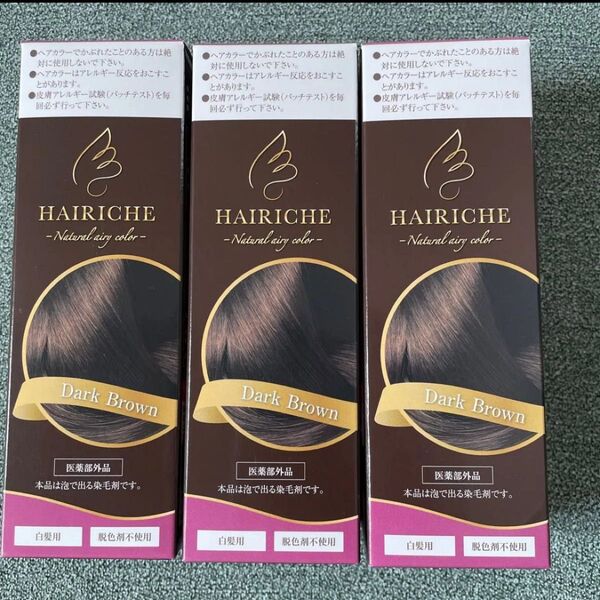 ●ヘアカラーでかぶれたことのある方は絶
対に使用しないで下さい。
●ヘアカラーはアレルギー反応をおこすこ
とがあります。
●皮膚アレルギー試験(パッチテスト)を毎
回必ず行って下さい。
HAIRICHE
- Natural airy color -
Dark Brown
医薬部外品
本品は泡で出る染毛剤です。
白髪用
脱色剤不使用
●ヘアカラーでかぶれたことのある方は絶
対に使用しないで下さい。
●ヘアカラーはアレルギー反応をおこすこ
とがあります。
●皮膚アレルギー試験(パッチテスト)を毎
回必ず行って下さい。
HAIRICHE
- Natural airy color -
Dark Brown
医薬部外品
本品は泡で出る染毛剤です。
白髪用
脱色剤不使用
●ヘアカラーでかぶれたことのある方は絶
対に使用しないで下さい。
●ヘアカラーはアレルギー反応をおこすこ
とがあります。
●皮膚アレルギー試験(パッチテスト)を毎
回必ず行って下さい。
HAIRICHE
- Natural airy color -
Dark Brown
医薬部外品
本品は泡で出る染毛剤です。
白髪用
脱色剤不使用